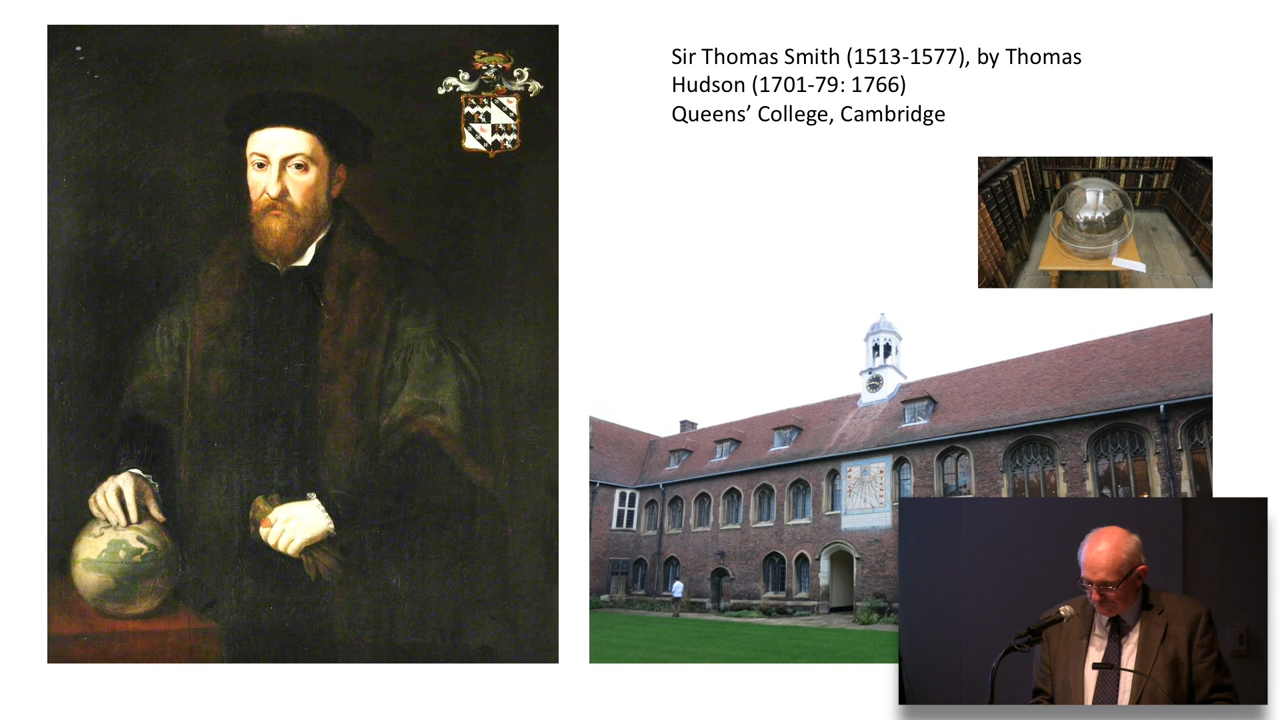 Sir Thomas Smith (1513-1577), by Thomas
Hudson (1701-79: 1766)
Queens’ College, Cambridge